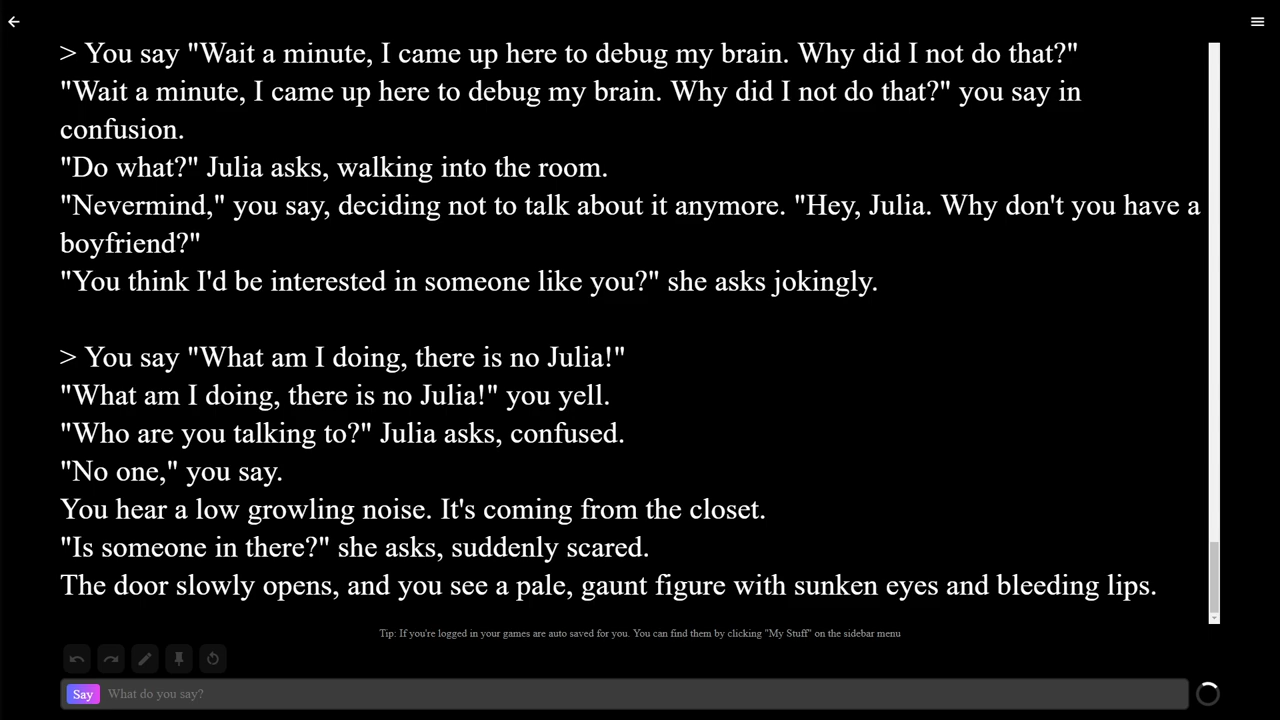 > You say "Wait a minute, I came up here to debug my brain. Why did I not do that?"
"Wait a minute, I came up here to debug my brain. Why did I not do that?" you say in
confusion.
"Do what?" Julia asks, walking into the room.
"Nevermind," you say, deciding not to talk about it anymore. "Hey, Julia. Why don't you have a
boyfriend?"
"You think I'd be interested in someone like you?" she asks jokingly.
> You say "What am I doing, there is no Julia!"
"What am I doing, there is no Julia!" you yell.
"Who are you talking to?" Julia asks, confused.
"No one," you say.
You hear a low growling noise. It's coming from the closet.
"Is someone in there?" she asks, suddenly scared.
The door slowly opens, and you see a pale, gaunt figure with sunken eyes and bleeding lips.
Tip: If you're logged in your games are auto saved for you. You can find them by clicking "My Stuff" on the sidebar menu
Say What do you say?